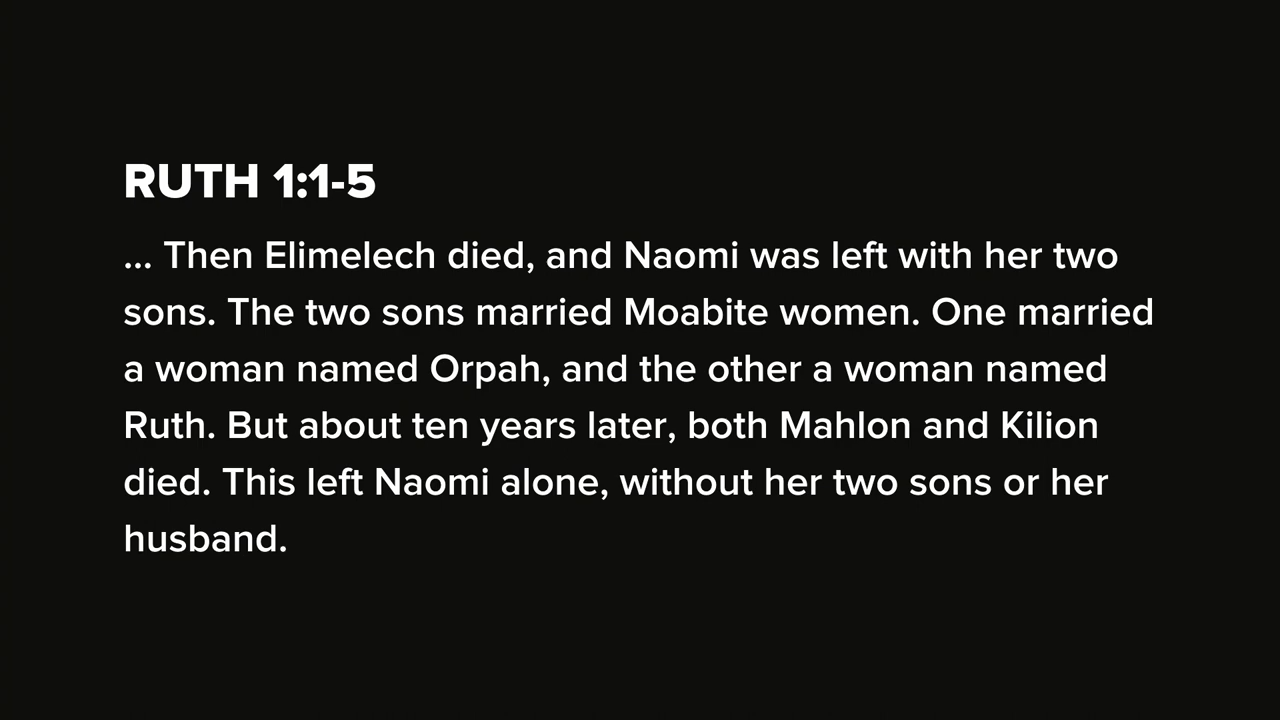 RUTH 1:1-5
... Then Elimelech died, and Naomi was left with her two
sons. The two sons married Moabite women. One married
a woman named Orpah, and the other a woman named
Ruth. But about ten years later, both Mahlon and Kilion
died. This left Naomi alone, without her two sons or her
husband.